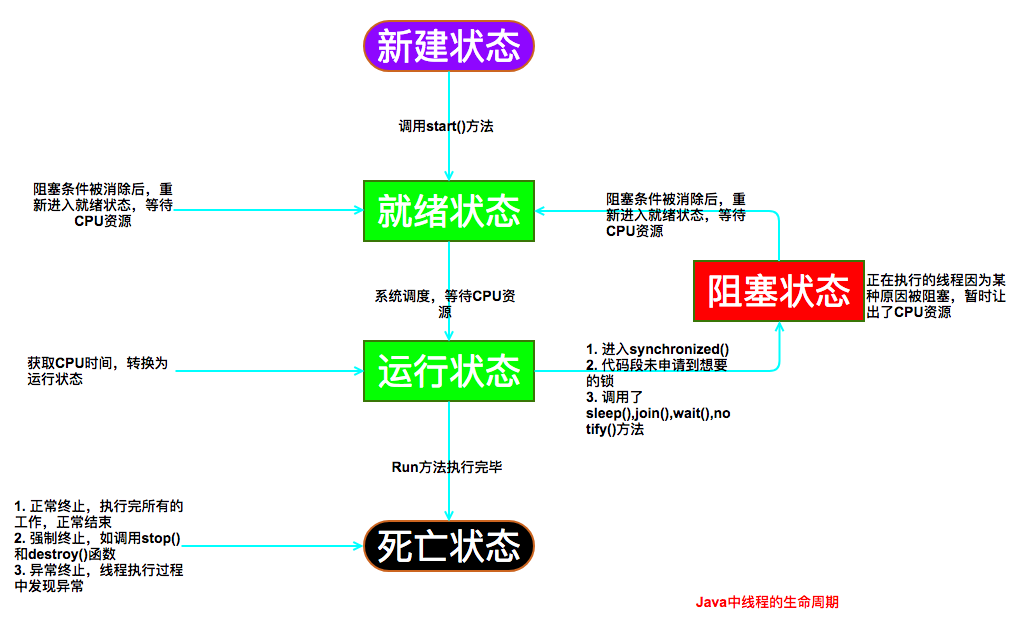 新建状态
调用start()方法
阻塞条件被消除后，重
新进入就绪状态，等待
CPU资源
就绪状态
阻塞条件被消除后，重
新进入就绪状态，等待
CPU资源
阻塞状态
正在执行的线程因为某
种原因被阻塞，暂时让
出了CPU资源
系统调度，等待CPU资
源
获取CPU时间，转换为
运行状态
运行状态
1. 进入synchronized()
2. 代码段未申请到想要
的锁
3. 调用了
sleep(),join(),wait(),no
tify()方法
Run方法执行完毕
1. 正常终止，执行完所有的
工作，正常结束
2. 强制终止，如调用stop()
和destroy()函数
3. 异常终止，线程执行过程
中发现异常
死亡状态
Java中线程的生命周期